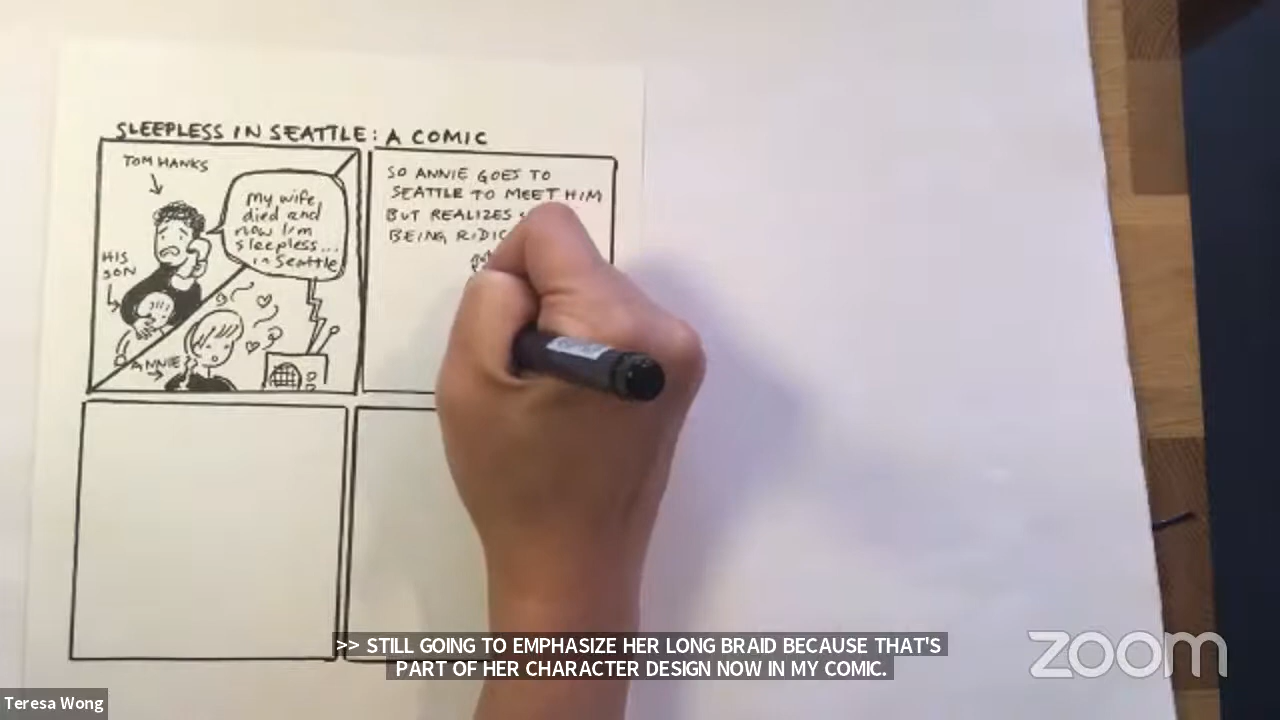 SLEEPLESS IN SEATTLE: A COMIC
TOM HANKS
My wife
died and
now I'm
sleepless...
in Seattle
HIS
SON
ANNIE
SO ANNIE GOES TO
SEATTLE TO MEET HIM
BUT REALIZES
BEING
>> STILL GOING TO EMPHASIZE HER LONG BRAID BECAUSE THAT'S
PART OF HER CHARACTER DESIGN NOW IN MY COMIC.
zoom
Teresa Wong